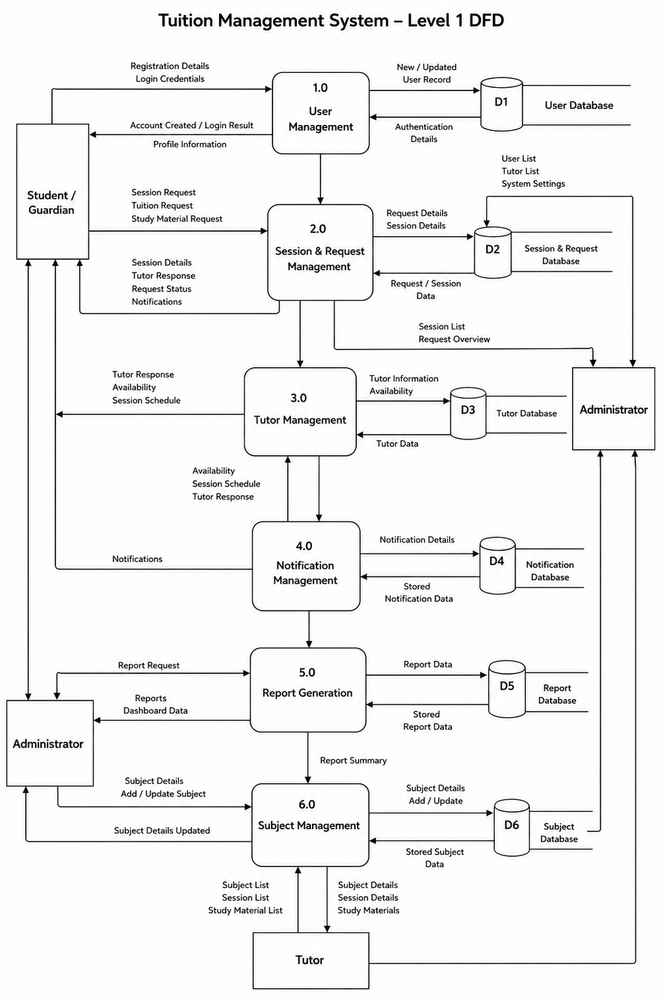 Tuition Management System – Level 1 DFD
Registration Details
Login Credentials
1.0
User
Management
New / Updated
User Record
D1
User Database
Authentication
Details
Account Created / Login Result
Profile Information
Student /
Guardian
User List
Tutor List
System Settings
Session Request
Tuition Request
Study Material Request
2.0
Session & Request
Management
Request Details
Session Details
D2
Session & Request
Database
Request / Session
Data
Session Details
Tutor Response
Request Status
Notifications
Session List
Request Overview
Tutor Response
Availability
Session Schedule
3.0
Tutor Management
Tutor Information
Availability
D3
Tutor Database
Tutor Data
Administrator
Availability
Session Schedule
Tutor Response
4.0
Notification
Management
Notification Details
D4
Notification
Database
Stored
Notification Data
Notifications
Report Request
5.0
Report Generation
Report Data
D5
Report
Database
Stored
Report Data
Reports
Dashboard Data
Administrator
Report Summary
Subject Details
Add / Update Subject
6.0
Subject Management
Subject Details
Add / Update
D6
Subject
Database
Stored Subject
Data
Subject Details Updated
Subject List
Session List
Study Material List
Subject Details
Session Details
Study Materials
Tutor